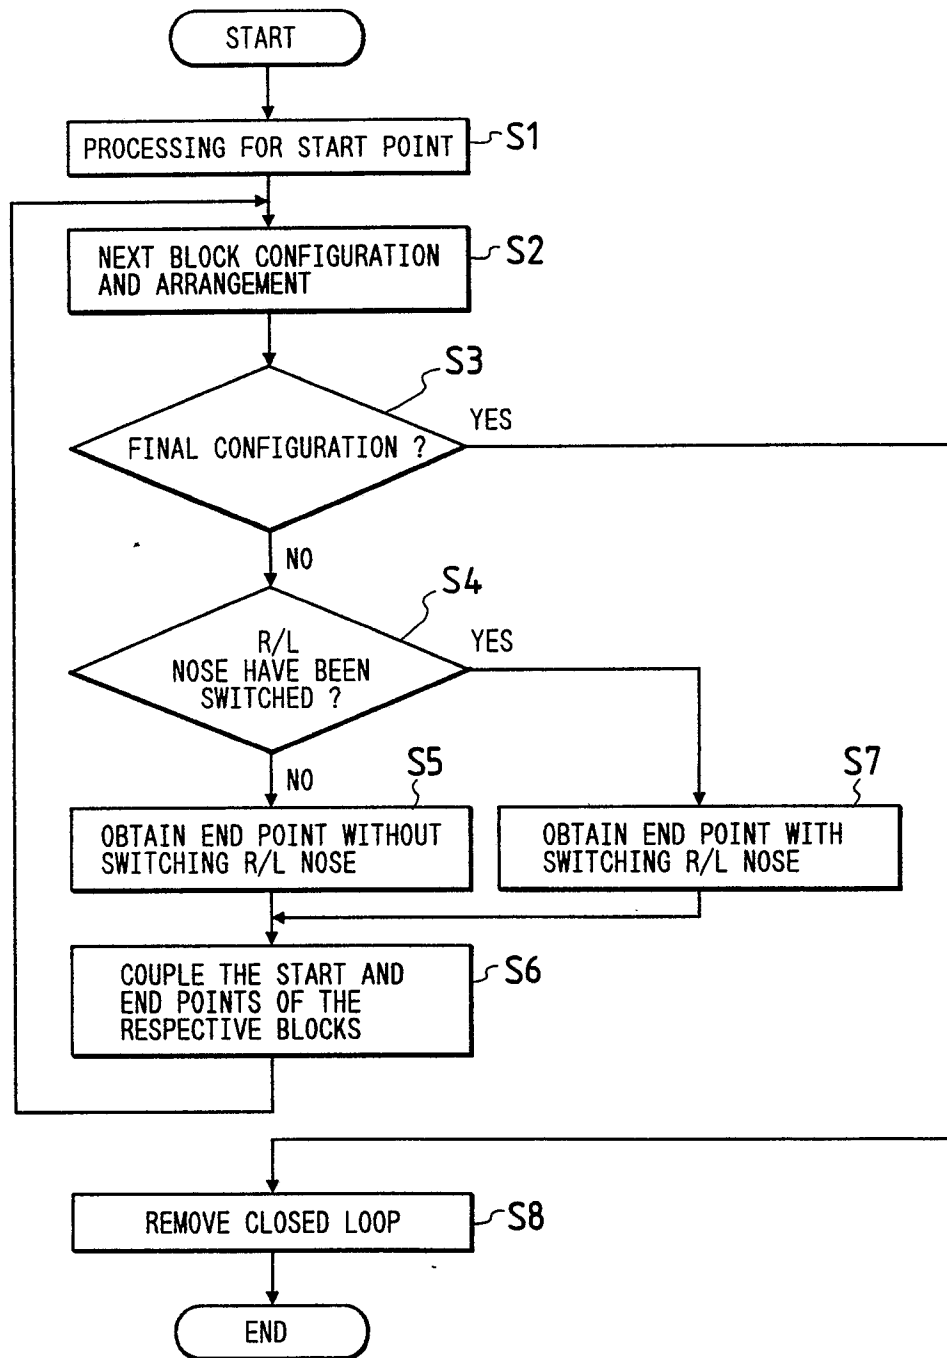 START
PROCESSING FOR START POINT
S1
NEXT BLOCK CONFIGURATION
AND ARRANGEMENT
S2
S3
FINAL CONFIGURATION ?
YES
NO
S4
R/L
NOSE HAVE BEEN
SWITCHED ?
YES
NO
S5
OBTAIN END POINT WITHOUT
SWITCHING R/L NOSE
S7
OBTAIN END POINT WITH
SWITCHING R/L NOSE
COUPLE THE START AND
END POINTS OF THE
RESPECTIVE BLOCKS
S6
REMOVE CLOSED LOOP
S8
END